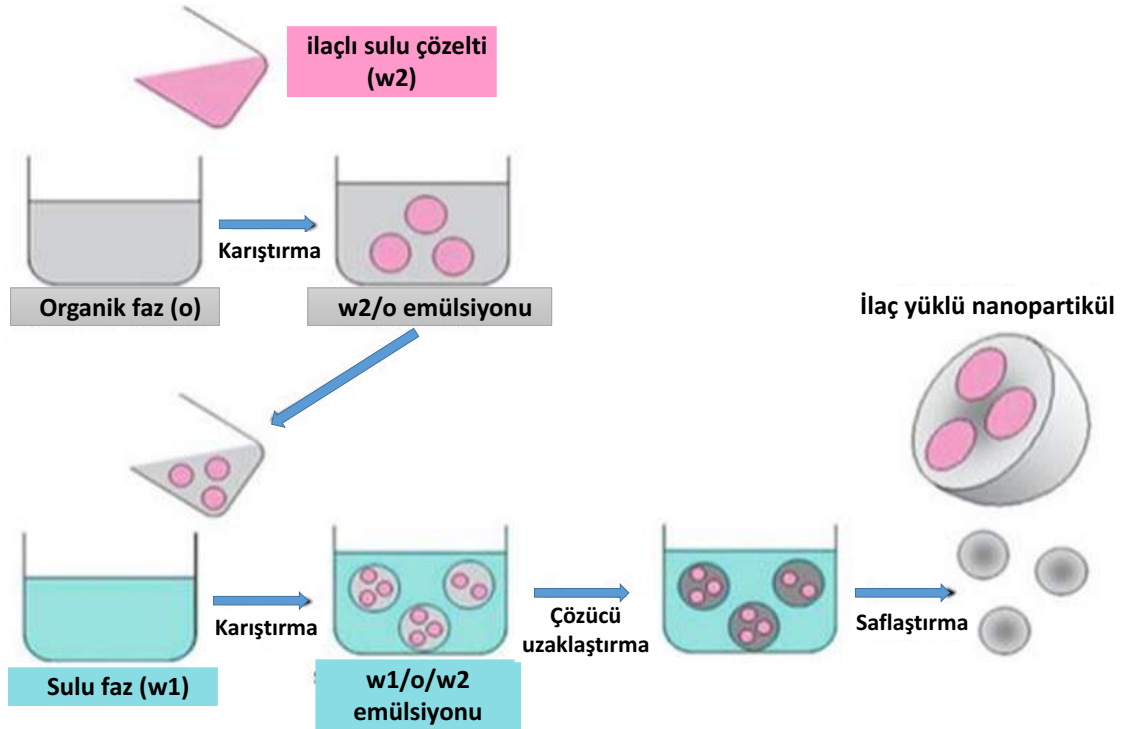 ilaçlı sulu çözelti
(w2)
Karıştırma
Organik faz (o)
w2/o emülsiyonu
İlaç yüklü nanopartikül
Karıştırma
Çözücü
uzaklaştırma
Saflaştırma
Sulu faz (w1)
w1/o/w2
emülsiyonu